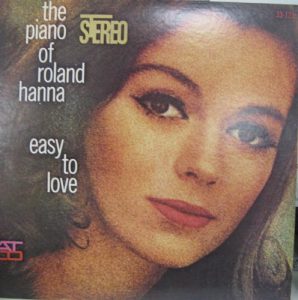 the
piano
of
roland
hanna
STEREO
easy
to
love